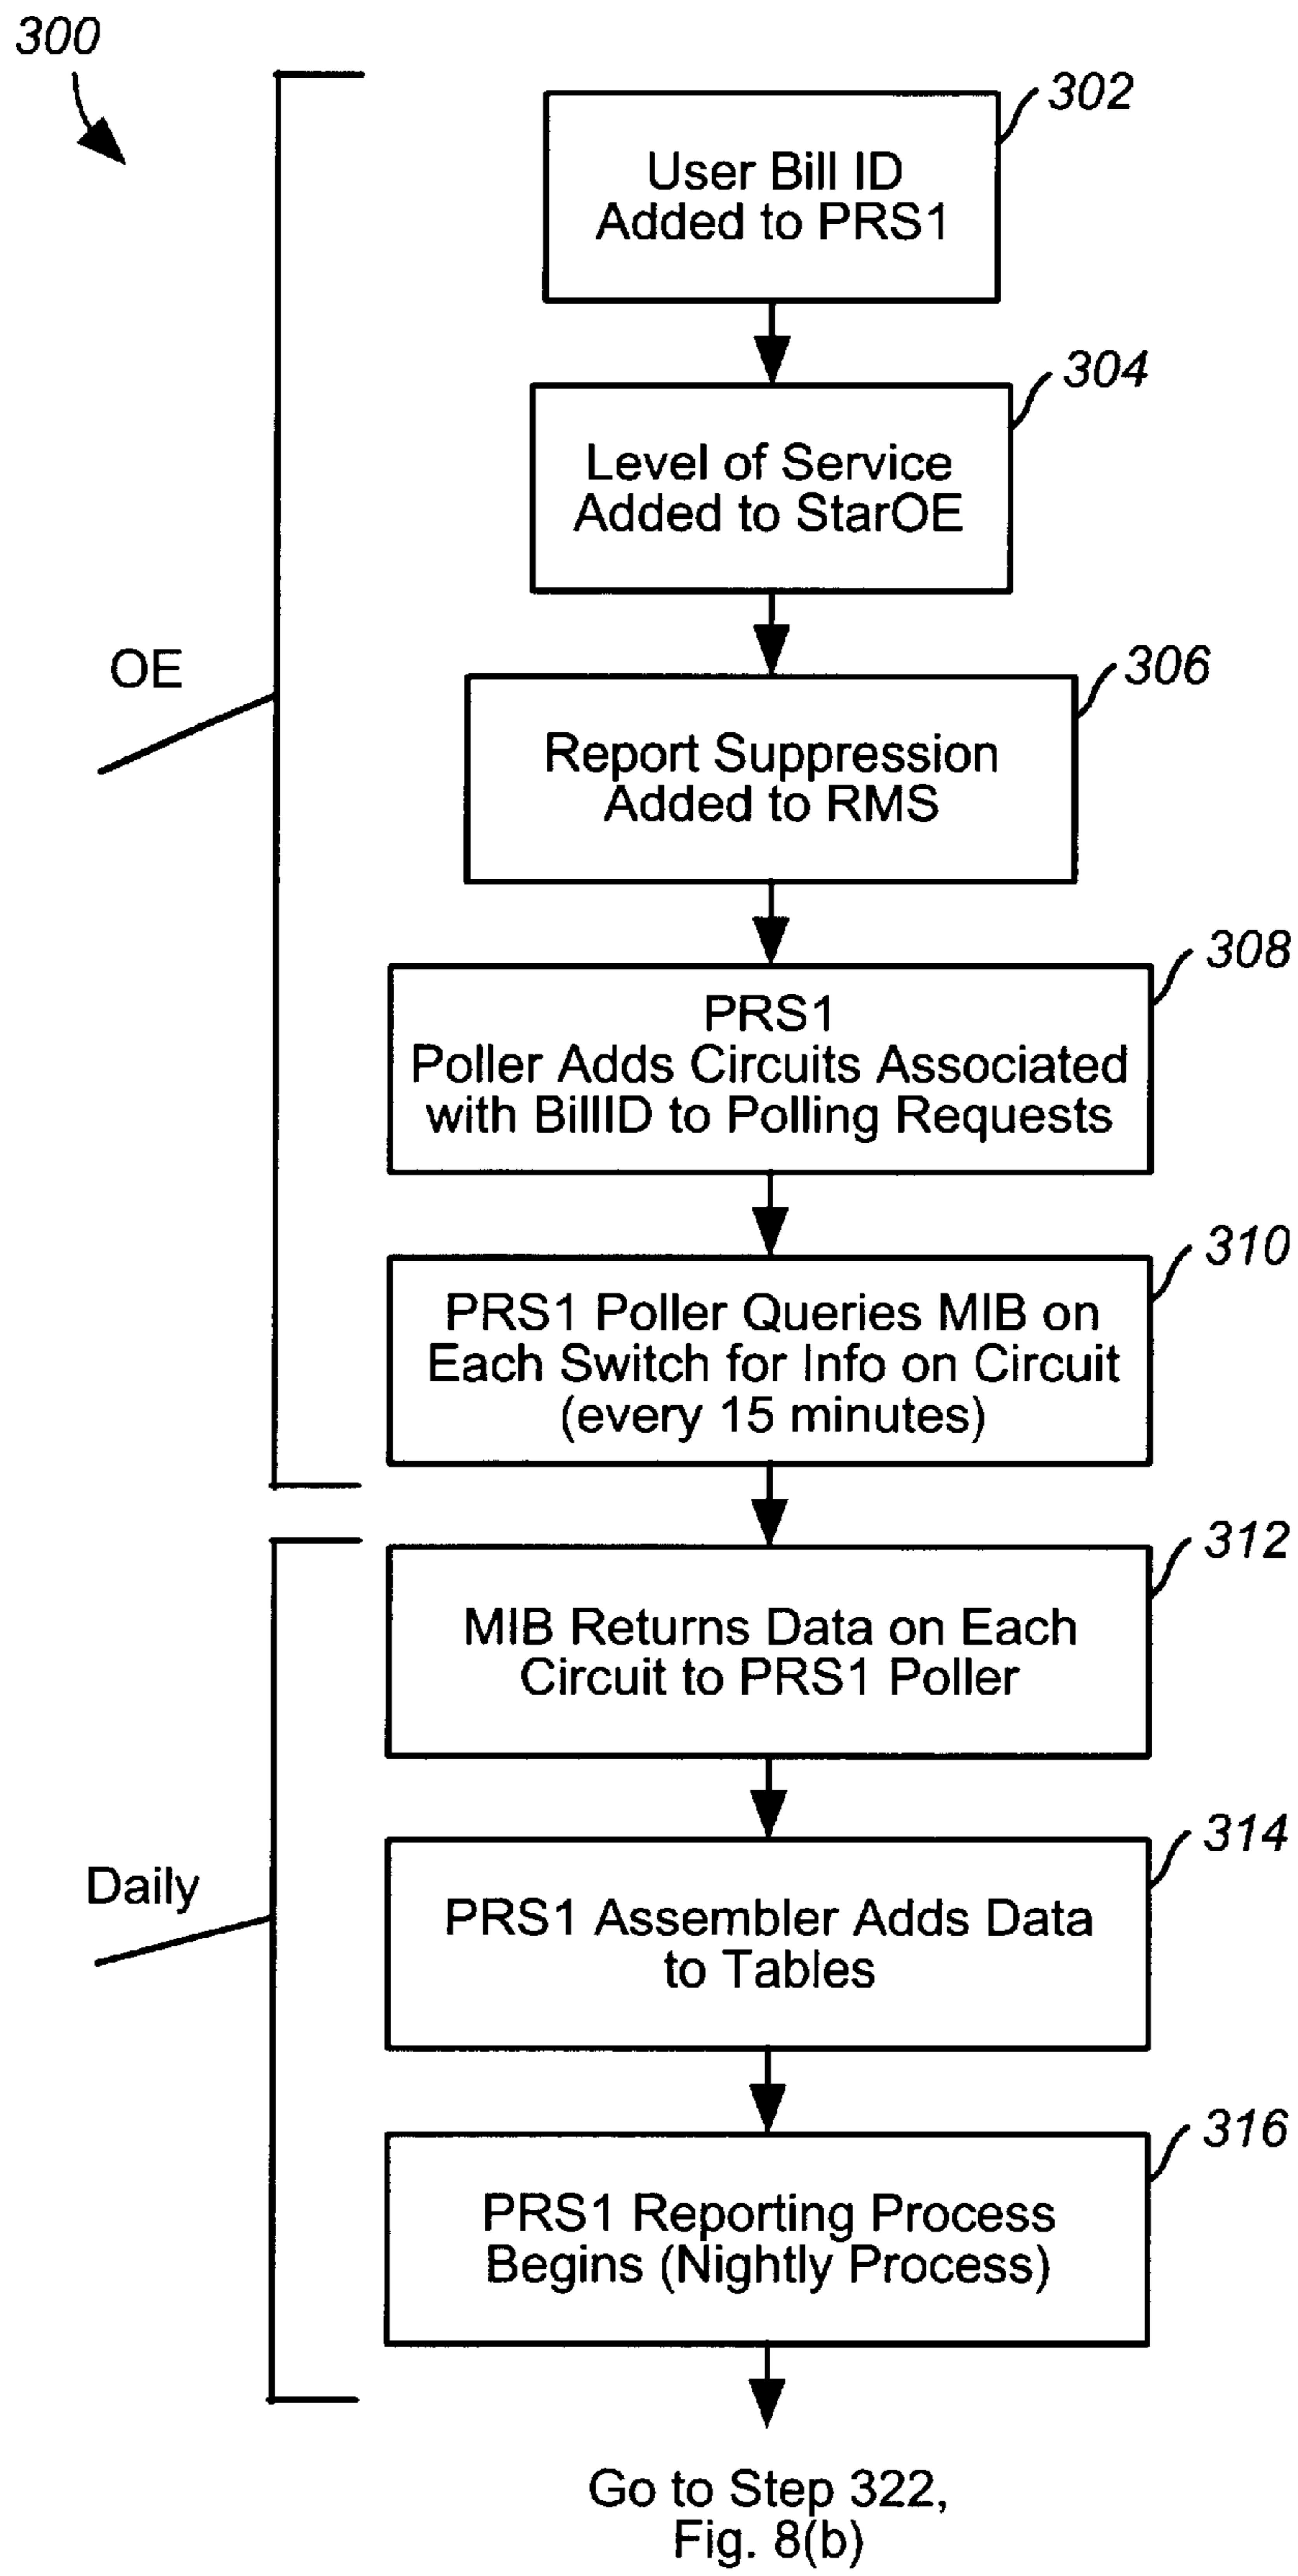 300
302
User Bill ID
Added to PRS1
304
Level of Service
Added to StarOE
OE
306
Report Suppression
Added to RMS
308
PRS1
Poller Adds Circuits Associated
with BillID to Polling Requests
310
PRS1 Poller Queries MIB on
Each Switch for Info on Circuit
(every 15 minutes)
312
MIB Returns Data on Each
Circuit to PRS1 Poller
Daily
314
PRS1 Assembler Adds Data
to Tables
316
PRS1 Reporting Process
Begins (Nightly Process)
Go to Step 322,
Fig. 8(b)